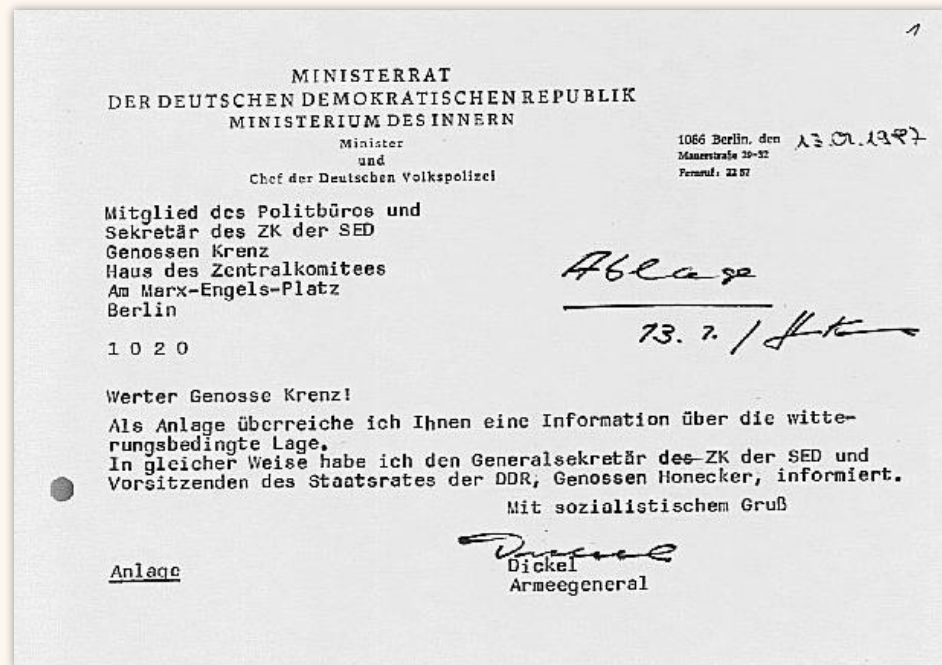 1
MINISTERRAT
DER DEUTSCHEN DEMOKRATISCHEN REPUBLIK
MINISTERIUM DES INNERN
Minister
und
Chef der Deutschen Volkspolizei
1086 Berlin, den 13.01.1987
Mauerstraße 29-32
Fernruf: 22 57
Mitglied des Politbüros und
Sekretär des ZK der SED
Genossen Krenz
Haus des Zentralkomitees
Am Marx-Engels-Platz
Berlin
1 0 2 0
Ablage
13. 1. /
Werter Genosse Krenz!
Als Anlage überreiche ich Ihnen eine Information über die witte-
rungsbedingte Lage.
In gleicher Weise habe ich den Generalsekretär des ZK der SED und
Vorsitzenden des Staatsrates der DDR, Genossen Honecker, informiert.
Mit sozialistischem Gruß
Dickel
Armeegeneral
Anlage